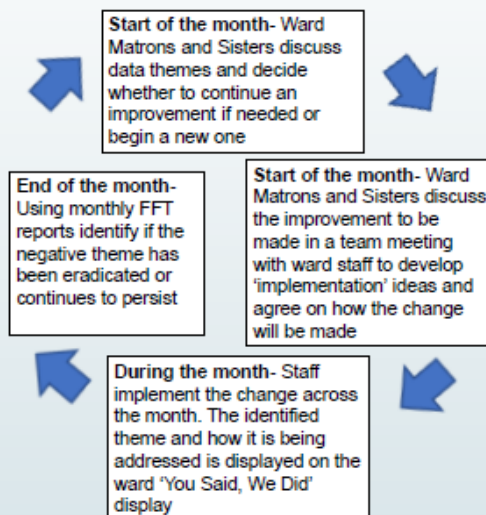 Start of the month- Ward
Matrons and Sisters discuss
data themes and decide
whether to continue an
improvement if needed or
begin a new one
Start of the month- Ward
Matrons and Sisters discuss
the improvement to be
made in a team meeting
with ward staff to develop
‘implementation’ ideas and
agree on how the change
will be made
During the month- Staff
implement the change across
the month. The identified
theme and how it is being
addressed is displayed on the
ward ‘You Said, We Did’
display
End of the month-
Using monthly FFT
reports identify if the
negative theme has
been eradicated or
continues to persist